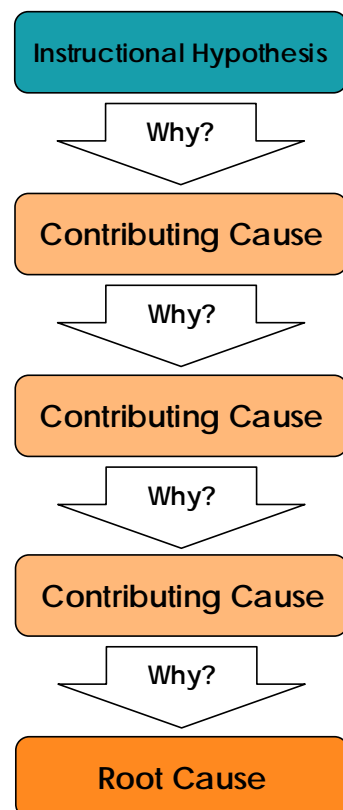 Instructional Hypothesis
Why?
Contributing Cause
Why?
Contributing Cause
Why?
Contributing Cause
Why?
Root Cause